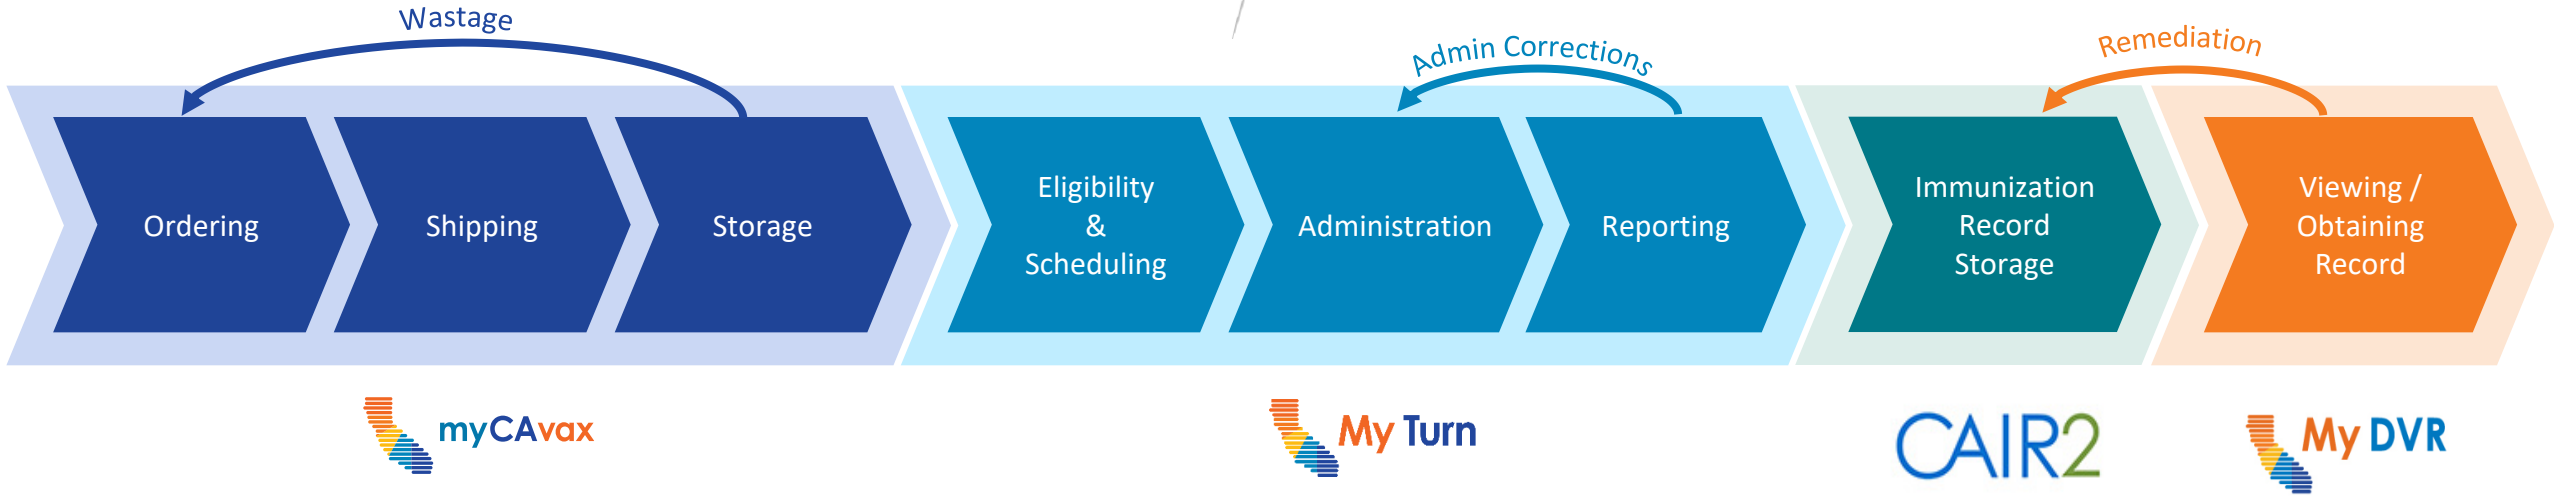 Wastage
Admin Corrections
Remediation
Ordering
Shipping
Storage
Eligibility
&
Scheduling
Administration
Reporting
Immunization
Record
Storage
Viewing /
Obtaining
Record
myCAvax
My Turn
CAIR2
My DVR